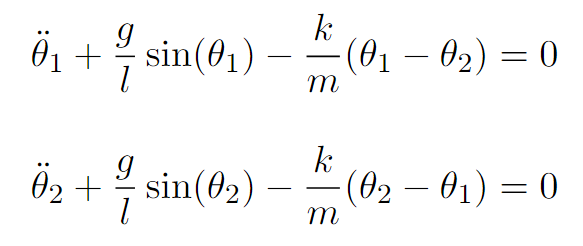 θ̈₁ + g/l sin(θ₁) − k/m (θ₁ − θ₂) = 0
θ̈₂ + g/l sin(θ₂) − k/m (θ₂ − θ₁) = 0